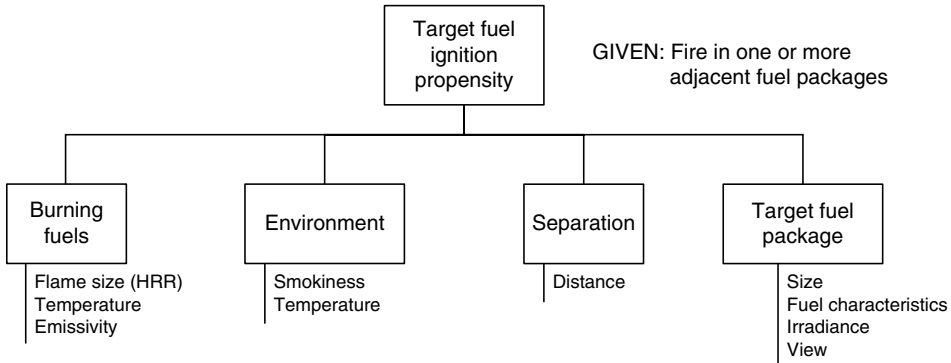 Target fuel
ignition
propensity
GIVEN: Fire in one or more
adjacent fuel packages
Burning
fuels
Flame size (HRR)
Temperature
Emissivity
Environment
Smokiness
Temperature
Separation
Distance
Target fuel
package
Size
Fuel characteristics
Irradiance
View